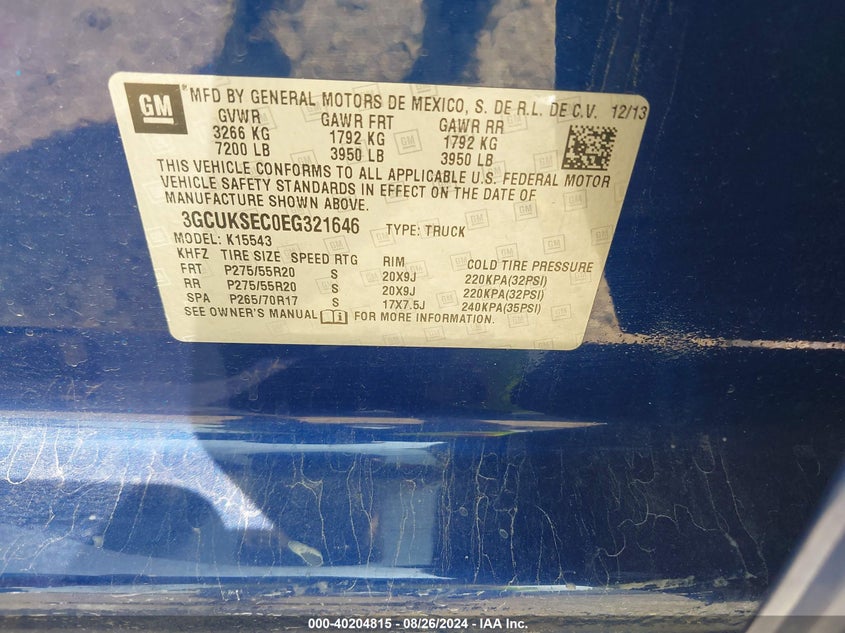 GM ® MFD BY GENERAL MOTORS DE MEXICO, S. DE R.L. DE C.V. 12/13
GVWR GAWR FRT GAWR RR
3266 KG 1792 KG 1792 KG
7200 LB 3950 LB 3950 LB
THIS VEHICLE CONFORMS TO ALL APPLICABLE U.S. FEDERAL MOTOR
VEHICLE SAFETY STANDARDS IN EFFECT ON THE DATE OF
MANUFACTURE SHOWN ABOVE.
3GCUKSEC0EG321646 TYPE: TRUCK
MODEL: K15543
KHFZ TIRE SIZE SPEED RTG RIM COLD TIRE PRESSURE
FRT P275/55R20 S 20X9J 220KPA(32PSI)
RR P275/55R20 S 20X9J 220KPA(32PSI)
SPA P265/70R17 S 17X7.5J 240KPA(35PSI)
SEE OWNER'S MANUAL FOR MORE INFORMATION.
000-40204815 - 08/26/2024 - IAA Inc.